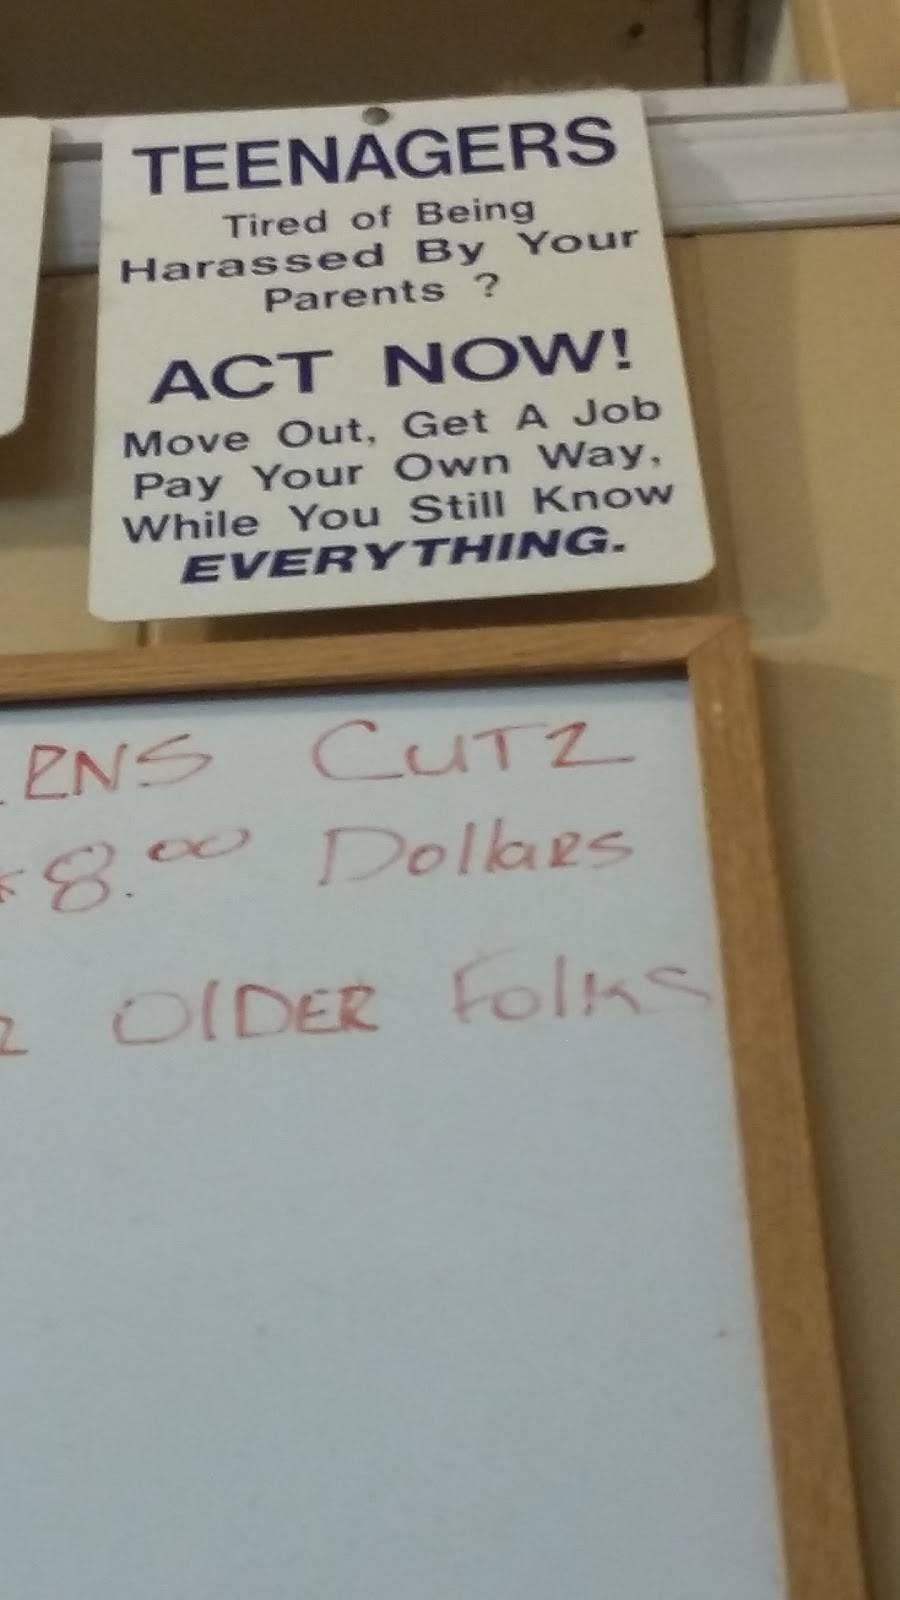 TEENAGERS
Tired of Being
Harassed By Your
Parents ?
ACT NOW!
Move Out, Get A Job
Pay Your Own Way,
While You Still Know
EVERYTHING.
CUTZ
8.00 Dollars
OlDER Folks